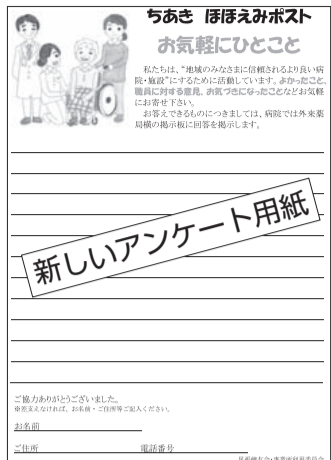 ちあき ほほえみポスト
お気軽にひとこと
私たちは、“地域のみなさまに信頼されるより良い病
院・施設”にするために活動しています。よかったこと、
職員に対する意見、お気づきになったことなどお気軽
にお寄せ下さい。
お答えできるものにつきましては、病院では外来薬
局横の掲示板に回答を掲示します。
新しいアンケート用紙
ご協力ありがとうございました。
※差支えなければ、お名前・ご住所等ご記入ください。
お名前
ご住所 電話番号